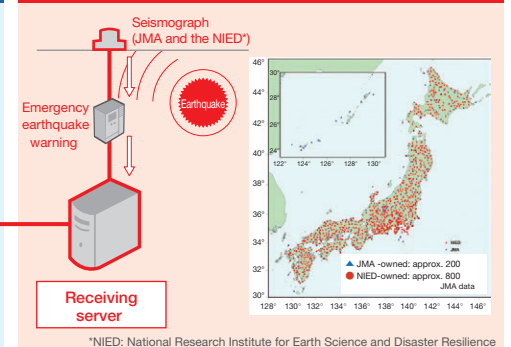 Seismograph
(JMA and the NIED*)
Earthquake
Emergency
earthquake
warning
Receiving
server
46°
44°
42°
40°
38°
36°
34°
32°
30°
30°
28°
26°
24°
122° 124° 126° 128° 130°
NIED
JMA
▲ JMA -owned: approx. 200
● NIED-owned: approx. 800
JMA data
128° 130° 132° 134° 136° 138° 140° 142° 144° 146°
*NIED: National Research Institute for Earth Science and Disaster Resilience